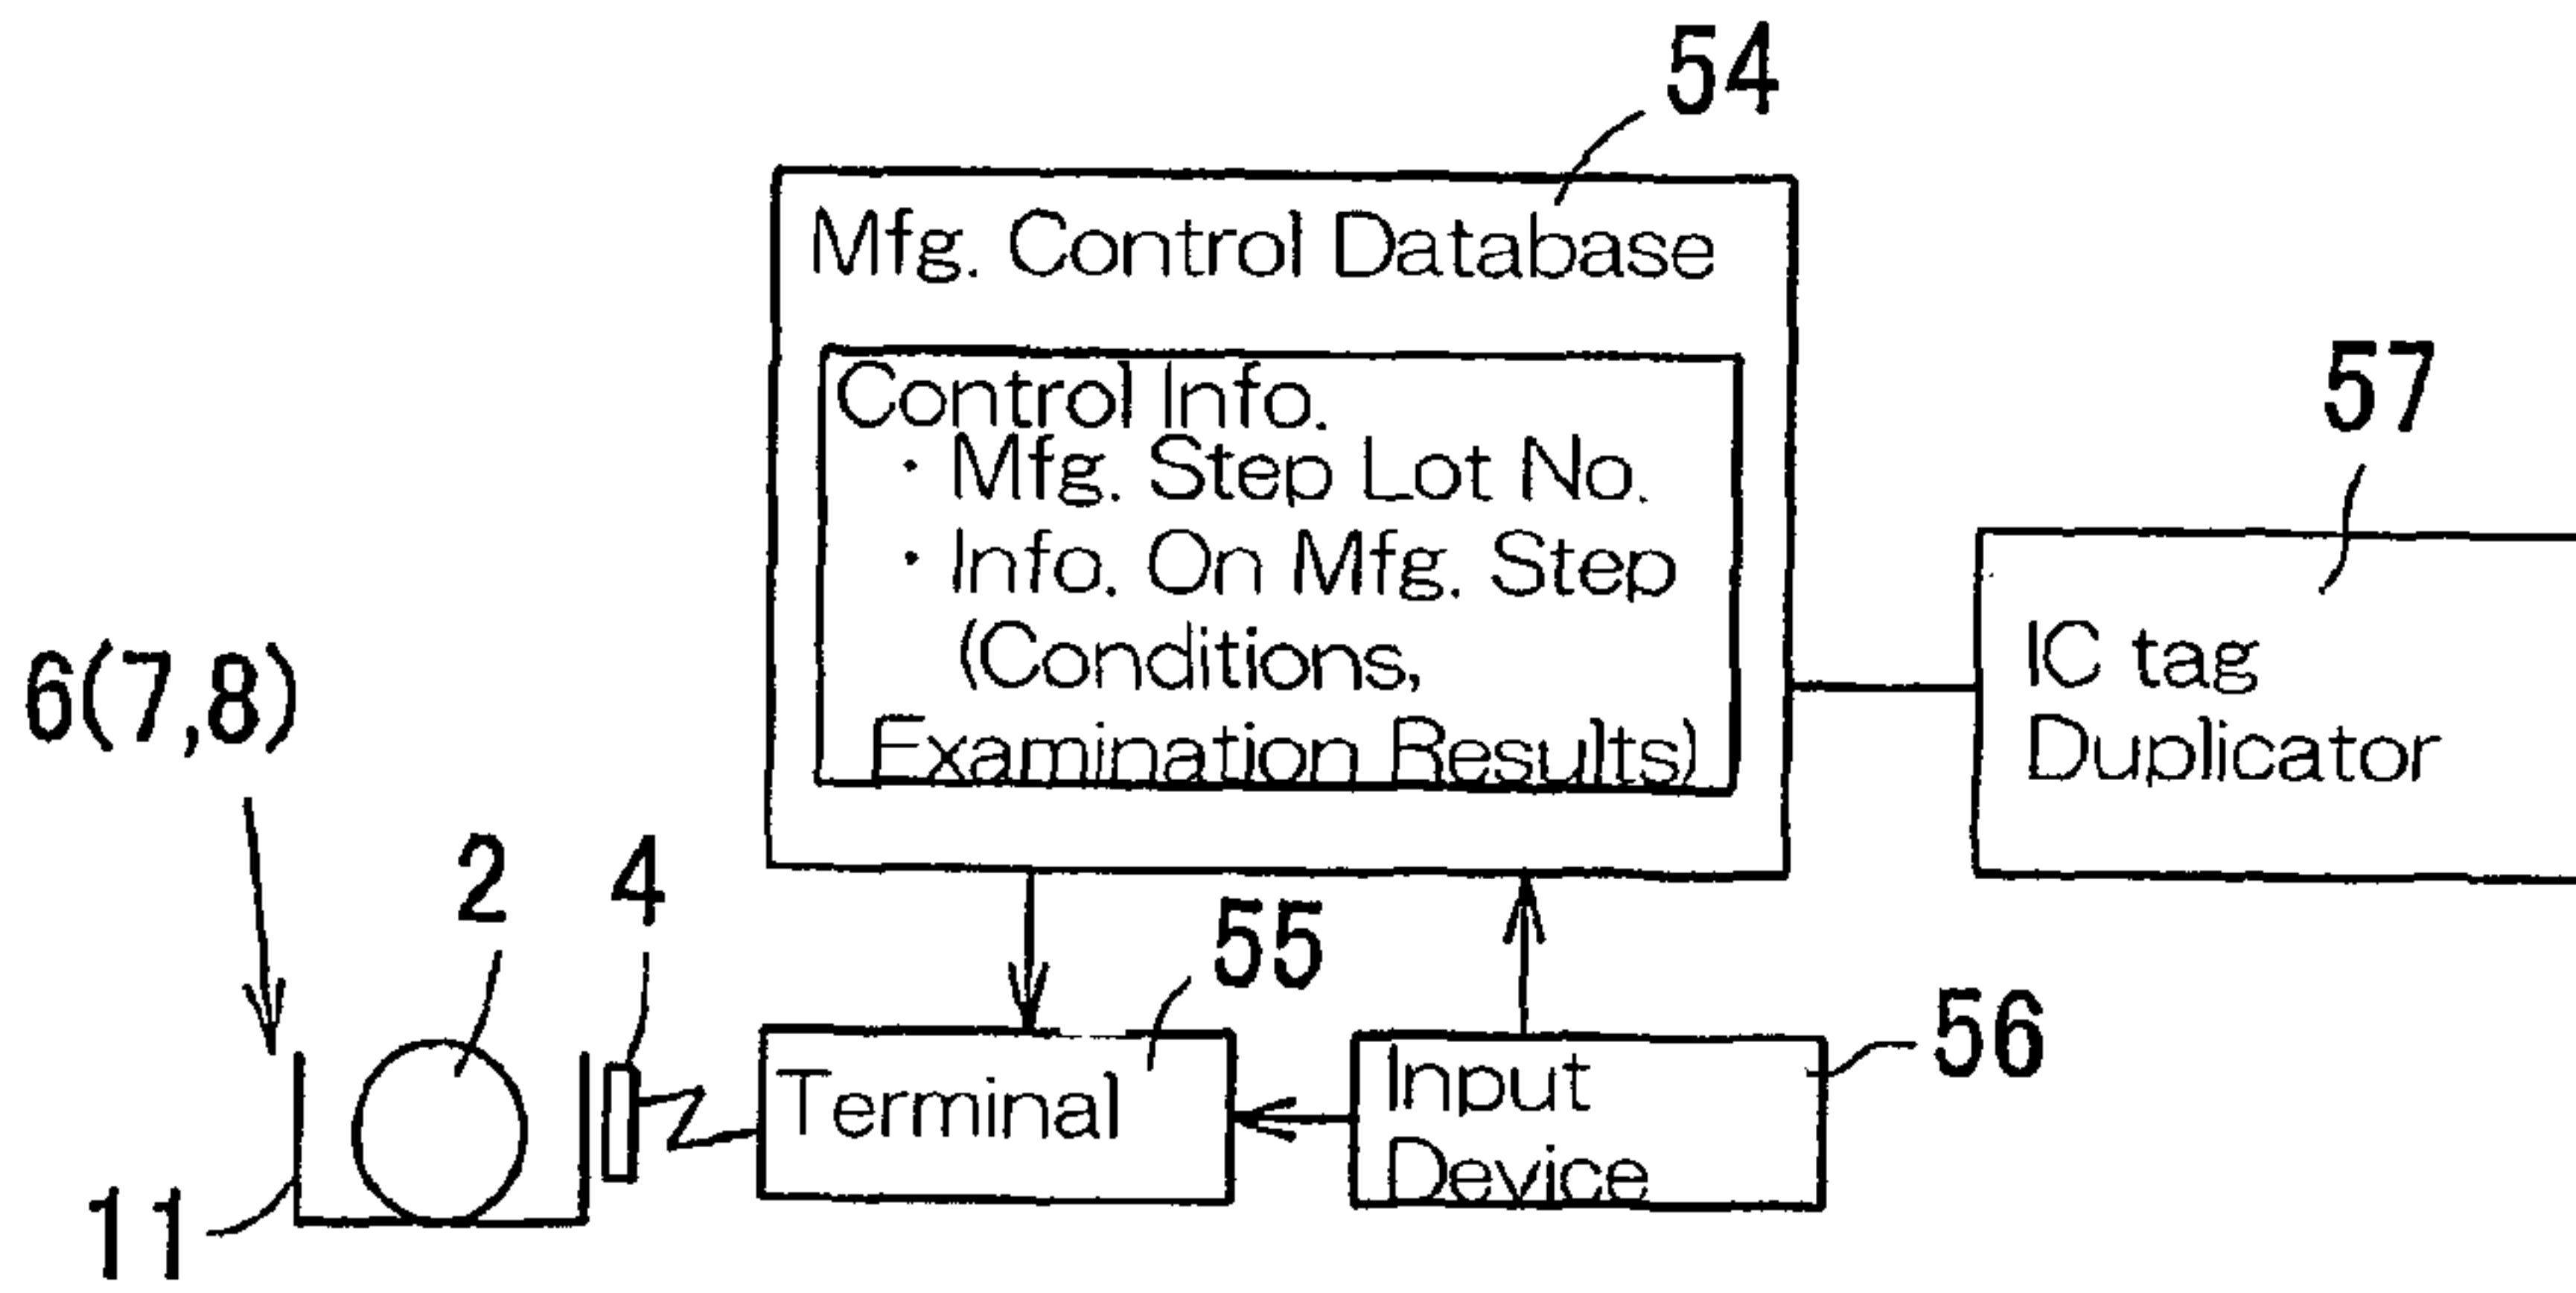 54
Mfg. Control Database
Control Info.
・Mfg. Step Lot No.
・Info. On Mfg. Step
(Conditions,
Examination Results)
57
IC tag
Duplicator
6(7,8)
2
4
55
Terminal
56
Input
Device
11